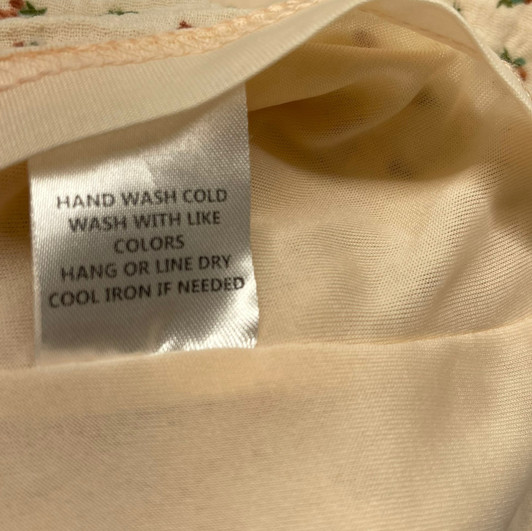 HAND WASH COLD
WASH WITH LIKE
COLORS
HANG OR LINE DRY
COOL IRON IF NEEDED